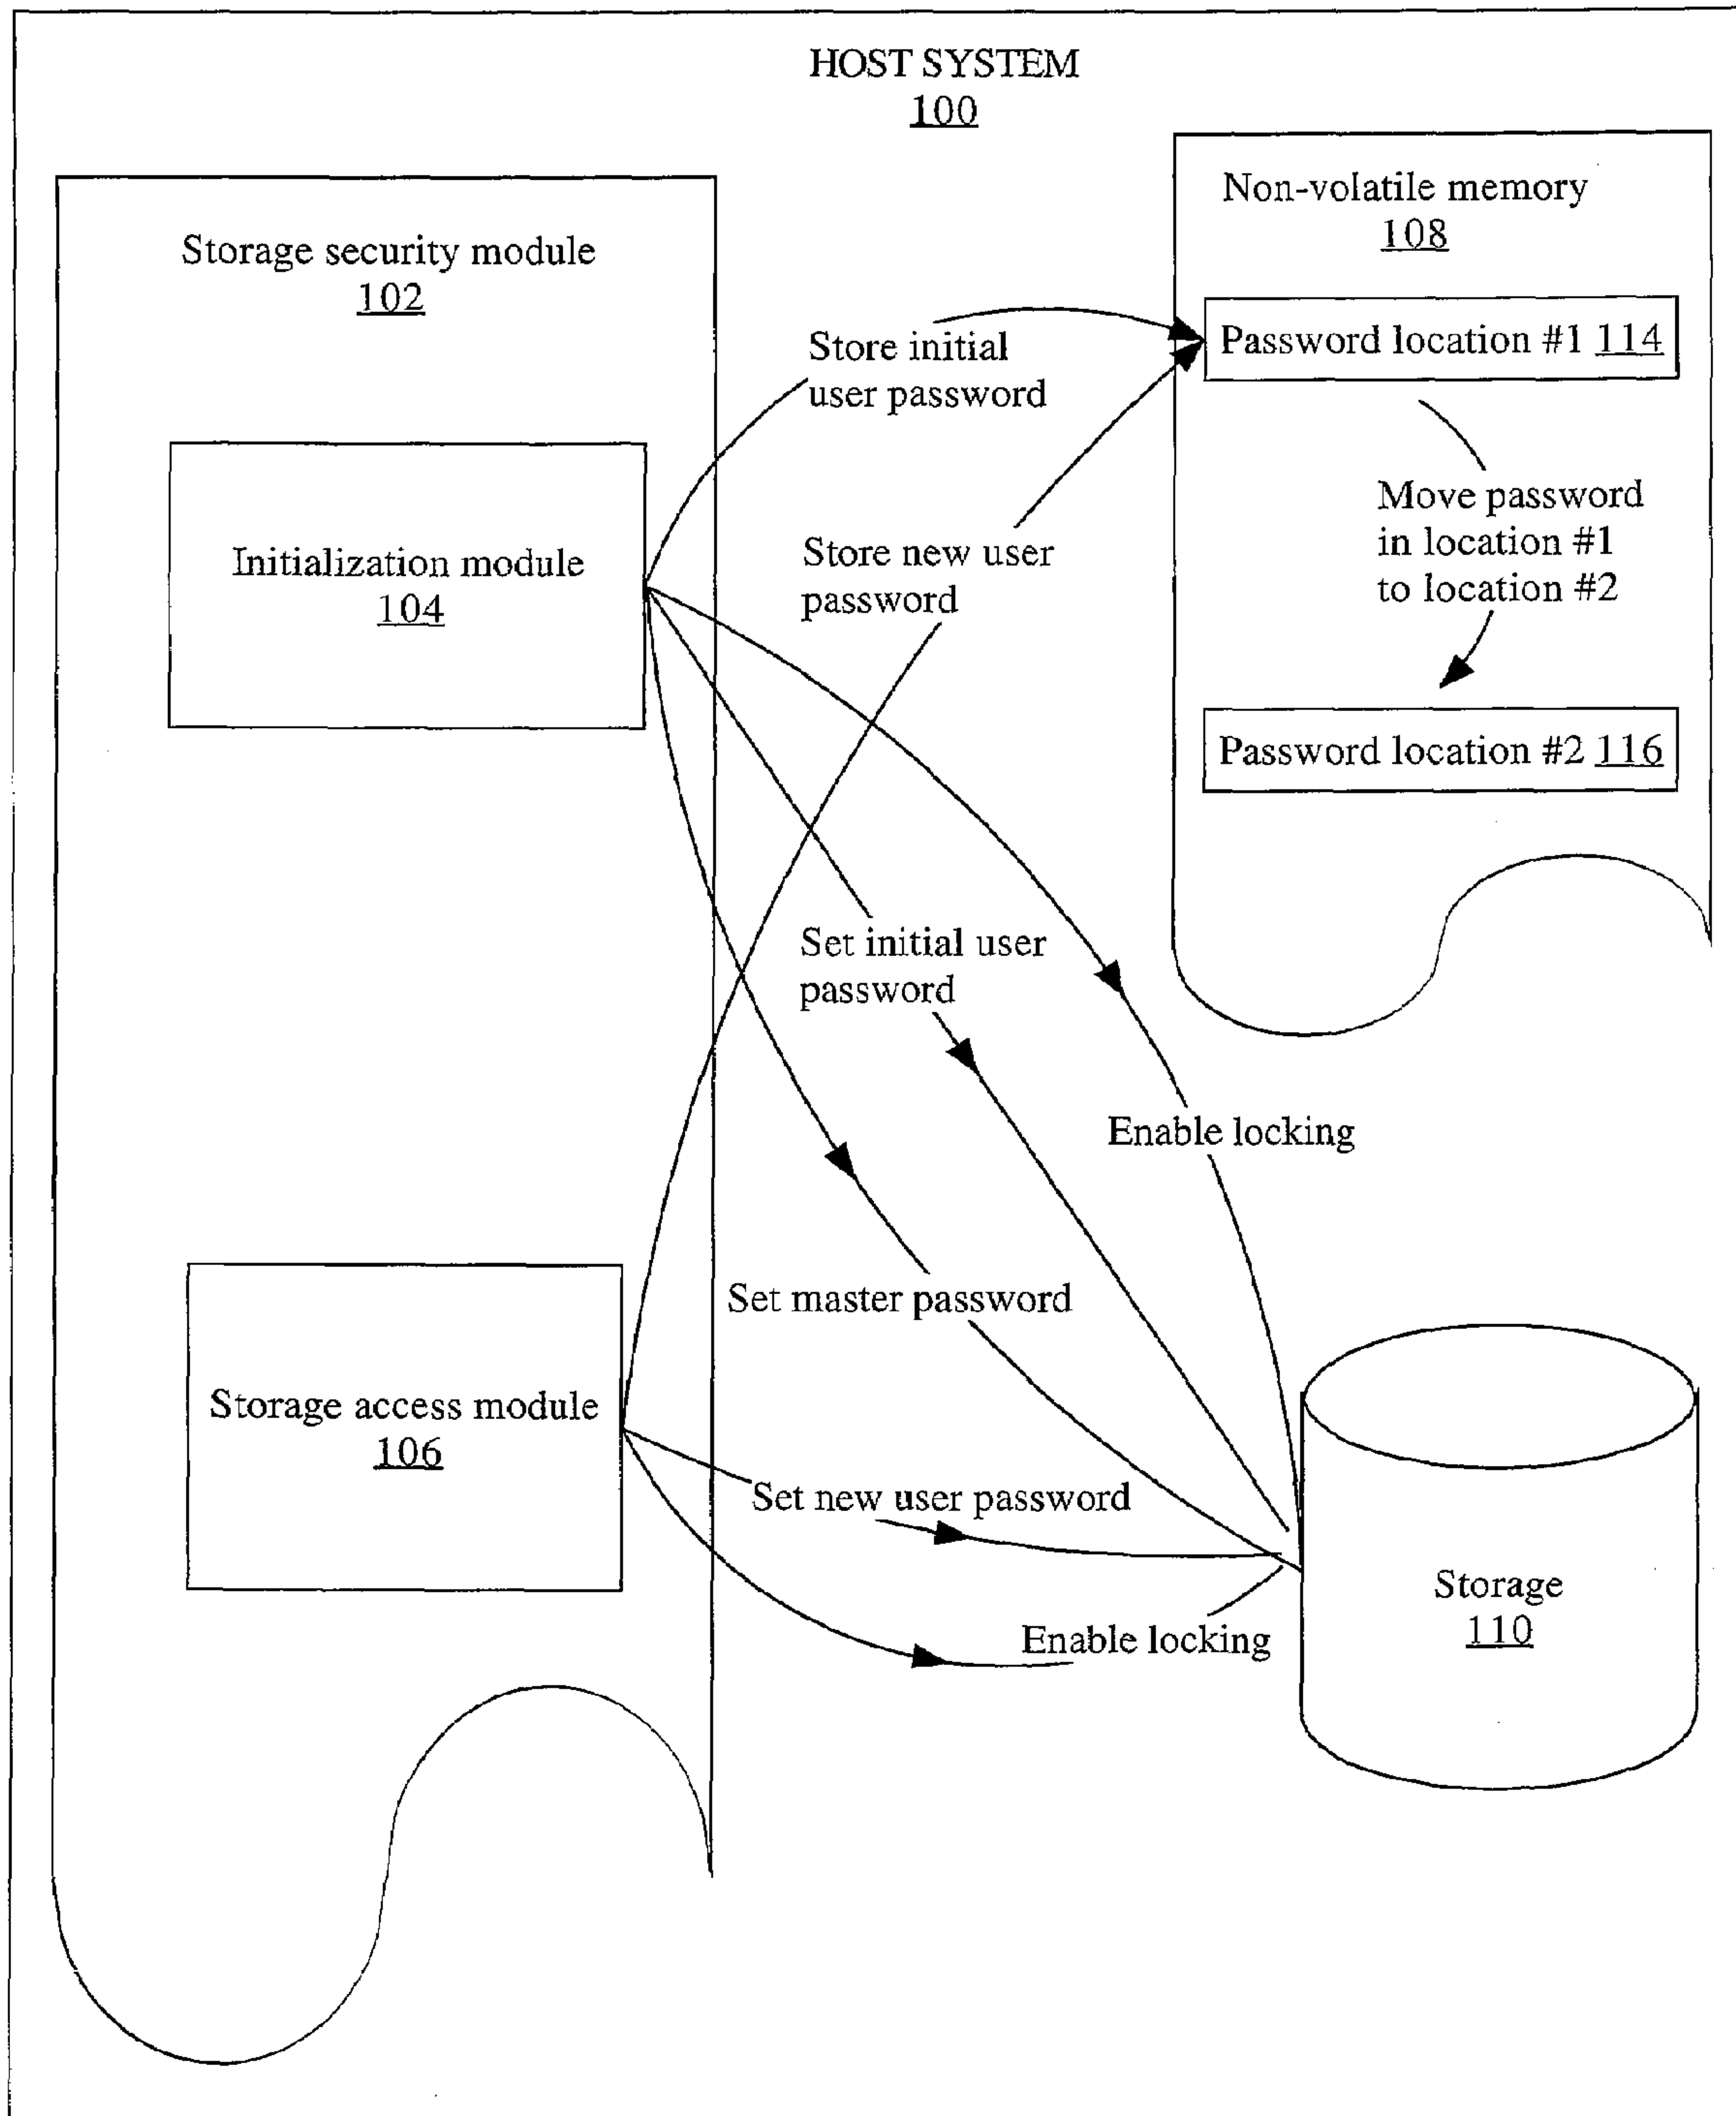 HOST SYSTEM
100
Storage security module
102
Initialization module
104
Storage access module
106
Store initial
user password
Store new user
password
Set initial user
password
Enable locking
Set master password
Set new user password
Enable locking
Non-volatile memory
108
Password location #1 114
Move password
in location #1
to location #2
Password location #2 116
Storage
110